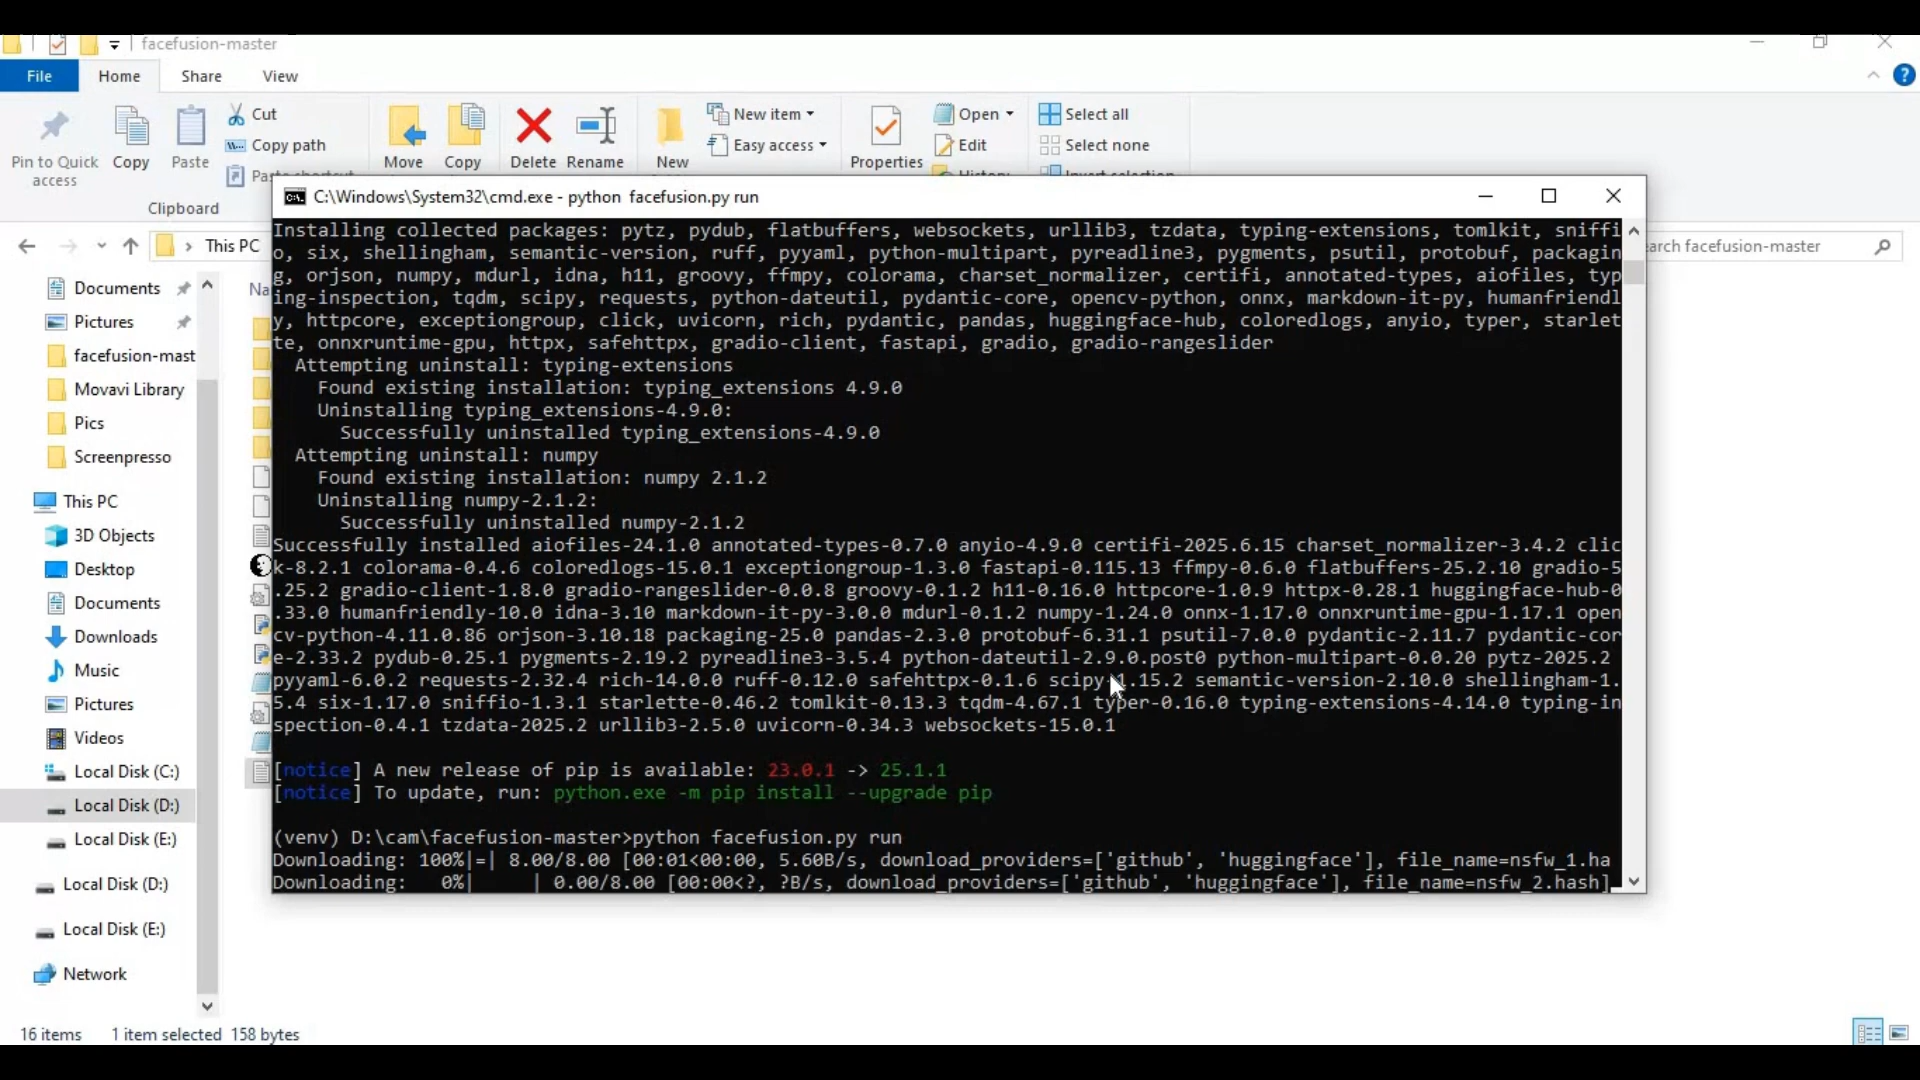 facefusion-master
File
Home
Share
View
Pin to Quick
access
Copy
Paste
Cut
Copy path
Paste shortcut
Clipboard
Move
Copy
Delete
Rename
New
New item
Easy access
Properties
Open
Edit
History
Select all
Select none
Invert selection
C:\Windows\System32\cmd.exe - python  facefusion.py run
This PC
earch facefusion-master
Na
Documents
Pictures
facefusion-mast
Movavi Library
Pics
Screenpresso
This PC
3D Objects
Desktop
Documents
Downloads
Music
Pictures
Videos
Local Disk (C:)
Local Disk (D:)
Local Disk (E:)
Local Disk (D:)
Local Disk (E:)
Network
Installing collected packages: pytz, pydub, flatbuffers, websockets, urllib3, tzdata, typing-extensions, tomlkit, sniffi
o, six, shellingham, semantic-version, ruff, pyyaml, python-multipart, pyreadline3, pygments, psutil, protobuf, packagin
g, orjson, numpy, mdurl, idna, h11, groovy, ffmpy, colorama, charset_normalizer, certifi, annotated-types, aiofiles, typ
ing-inspection, tqdm, scipy, requests, python-dateutil, pydantic-core, opencv-python, onnx, markdown-it-py, humanfriendl
y, httpcore, exceptiongroup, click, uvicorn, rich, pydantic, pandas, huggingface-hub, coloredlogs, anyio, typer, starlet
te, onnxruntime-gpu, httpx, safehttpx, gradio-client, fastapi, gradio, gradio-rangeslider
Attempting uninstall: typing-extensions
Found existing installation: typing_extensions 4.9.0
Uninstalling typing_extensions-4.9.0:
Successfully uninstalled typing_extensions-4.9.0
Attempting uninstall: numpy
Found existing installation: numpy 2.1.2
Uninstalling numpy-2.1.2:
Successfully uninstalled numpy-2.1.2
Successfully installed aiofiles-24.1.0 annotated-types-0.7.0 anyio-4.9.0 certifi-2025.6.15 charset_normalizer-3.4.2 clic
k-8.2.1 colorama-0.4.6 coloredlogs-15.0.1 exceptiongroup-1.3.0 fastapi-0.115.13 ffmpy-0.6.0 flatbuffers-25.2.10 gradio-5
.25.2 gradio-client-1.8.0 gradio-rangeslider-0.0.8 groovy-0.1.2 h11-0.16.0 httpcore-1.0.9 httpx-0.28.1 huggingface-hub-0
.33.0 humanfriendly-10.0 idna-3.10 markdown-it-py-3.0.0 mdurl-0.1.2 numpy-1.24.0 onnx-1.17.0 onnxruntime-gpu-1.17.1 open
cv-python-4.11.0.86 orjson-3.10.18 packaging-25.0 pandas-2.3.0 protobuf-6.31.1 psutil-7.0.0 pydantic-2.11.7 pydantic-cor
e-2.33.2 pydub-0.25.1 pygments-2.19.2 pyreadline3-3.5.4 python-dateutil-2.9.0.post0 python-multipart-0.0.20 pytz-2025.2
pyyaml-6.0.2 requests-2.32.4 rich-14.0.0 ruff-0.12.0 safehttpx-0.1.6 scipy-1.15.2 semantic-version-2.10.0 shellingham-1.
5.4 six-1.17.0 sniffio-1.3.1 starlette-0.46.2 tomlkit-0.13.3 tqdm-4.67.1 typer-0.16.0 typing-extensions-4.14.0 typing-in
spection-0.4.1 tzdata-2025.2 urllib3-2.5.0 uvicorn-0.34.3 websockets-15.0.1
[notice] A new release of pip is available: 23.0.1 -> 25.1.1
[notice] To update, run: python.exe -m pip install --upgrade pip
(venv) D:\cam\facefusion-master>python facefusion.py run
Downloading: 100%|=| 8.00/8.00 [00:01<00:00, 5.60B/s, download_providers=['github', 'huggingface'], file_name=nsfw_1.ha
Downloading:   0%|      | 0.00/8.00 [00:00<?, ?B/s, download_providers=['github', 'huggingface'], file_name=nsfw_2.hash]
16 items
1 item selected
158 bytes